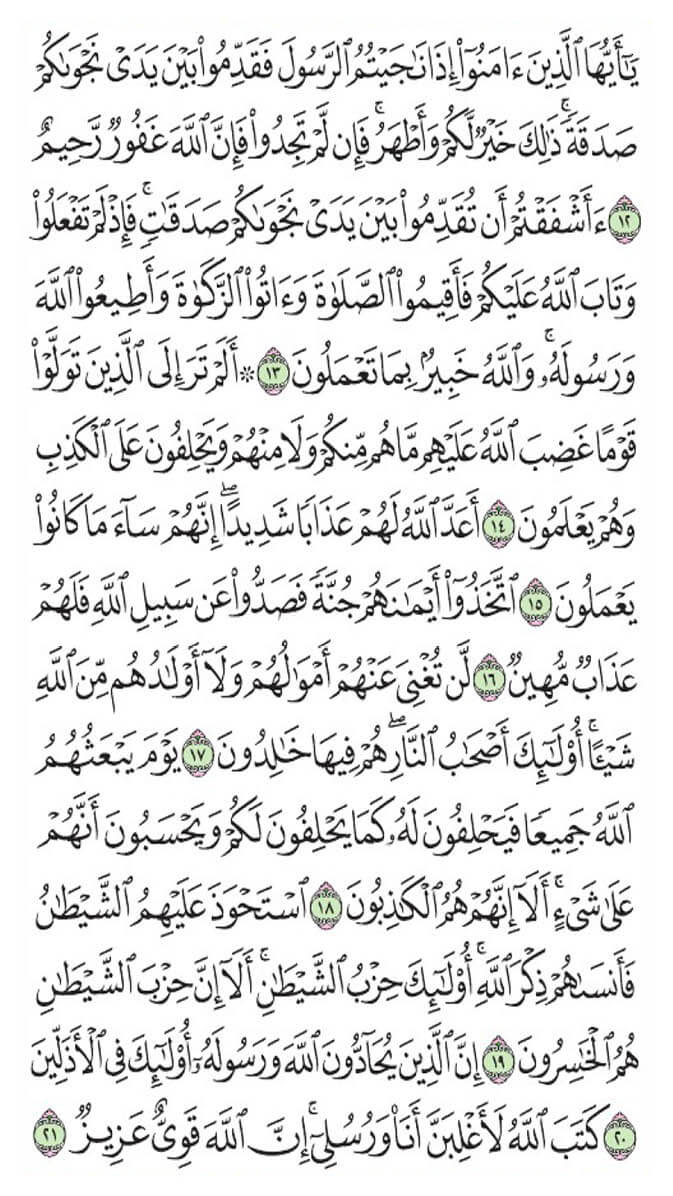 يَٰٓأَيُّهَا ٱلَّذِينَ ءَامَنُوٓا۟ إِذَا نَٰجَيْتُمُ ٱلرَّسُولَ فَقَدِّمُوا۟ بَيْنَ يَدَىْ نَجْوَىٰكُمْ
صَدَقَةً ۚ ذَٰلِكَ خَيْرٌ لَّكُمْ وَأَطْهَرُ ۚ فَإِن لَّمْ تَجِدُوا۟ فَإِنَّ ٱللَّهَ غَفُورٌ رَّحِيمٌ
١٢ ءَأَشْفَقْتُمْ أَن تُقَدِّمُوا۟ بَيْنَ يَدَىْ نَجْوَىٰكُمْ صَدَقَٰتٍ ۚ فَإِذْ لَمْ تَفْعَلُوا۟
وَتَابَ ٱللَّهُ عَلَيْكُمْ فَأَقِيمُوا۟ ٱلصَّلَوٰةَ وَءَاتُوا۟ ٱلزَّكَوٰةَ وَأَطِيعُوا۟ ٱللَّهَ
وَرَسُولَهُۥ ۚ وَٱللَّهُ خَبِيرٌۢ بِمَا تَعْمَلُونَ ١٣ ۞ أَلَمْ تَرَ إِلَى ٱلَّذِينَ تَوَلَّوْا۟
قَوْمًا غَضِبَ ٱللَّهُ عَلَيْهِم مَّا هُم مِّنكُمْ وَلَا مِنْهُمْ وَيَحْلِفُونَ عَلَى ٱلْكَذِبِ
وَهُمْ يَعْلَمُونَ ١٤ أَعَدَّ ٱللَّهُ لَهُمْ عَذَابًا شَدِيدًا ۖ إِنَّهُمْ سَآءَ مَا كَانُوا۟
يَعْمَلُونَ ١٥ ٱتَّخَذُوٓا۟ أَيْمَٰنَهُمْ جُنَّةً فَصَدُّوا۟ عَن سَبِيلِ ٱللَّهِ فَلَهُمْ
عَذَابٌ مُّهِينٌ ١٦ لَّن تُغْنِىَ عَنْهُمْ أَمْوَٰلُهُمْ وَلَآ أَوْلَٰدُهُم مِّنَ ٱللَّهِ
شَيْـًٔا ۚ أُو۟لَٰٓئِكَ أَصْحَٰبُ ٱلنَّارِ ۖ هُمْ فِيهَا خَٰلِدُونَ ١٧ يَوْمَ يَبْعَثُهُمُ
ٱللَّهُ جَمِيعًا فَيَحْلِفُونَ لَهُۥ كَمَا يَحْلِفُونَ لَكُمْ وَيَحْسَبُونَ أَنَّهُمْ
عَلَىٰ شَىْءٍ ۚ أَلَآ إِنَّهُمْ هُمُ ٱلْكَٰذِبُونَ ١٨ ٱسْتَحْوَذَ عَلَيْهِمُ ٱلشَّيْطَٰنُ
فَأَنسَىٰهُمْ ذِكْرَ ٱللَّهِ ۚ أُو۟لَٰٓئِكَ حِزْبُ ٱلشَّيْطَٰنِ ۚ أَلَآ إِنَّ حِزْبَ ٱلشَّيْطَٰنِ
هُمُ ٱلْخَٰسِرُونَ ١٩ إِنَّ ٱلَّذِينَ يُحَآدُّونَ ٱللَّهَ وَرَسُولَهُۥٓ أُو۟لَٰٓئِكَ فِى ٱلْأَذَلِّينَ
٢٠ كَتَبَ ٱللَّهُ لَأَغْلِبَنَّ أَنَا۠ وَرُسُلِىٓ ۚ إِنَّ ٱللَّهَ قَوِىٌّ عَزِيزٌ ٢١